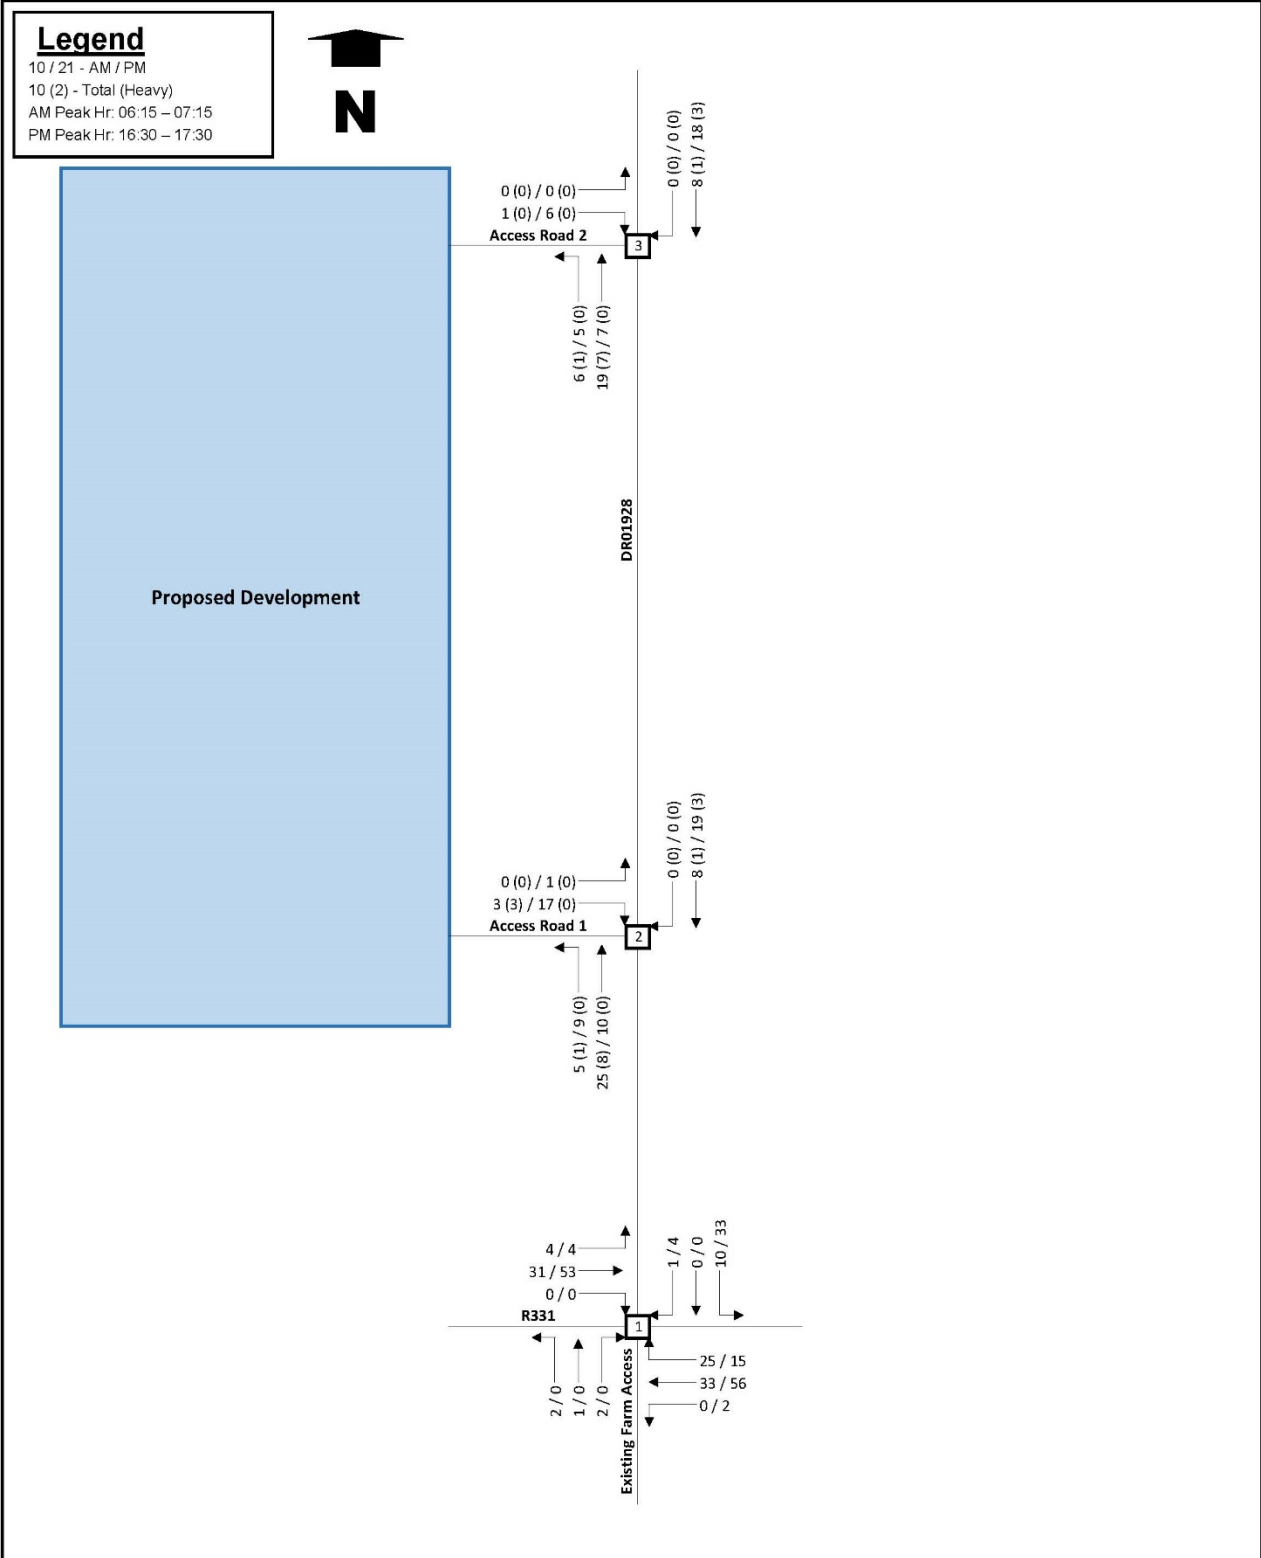 Legend
10 / 21 - AM / PM
10 (2) - Total (Heavy)
AM Peak Hr: 06:15 – 07:15
PM Peak Hr: 16:30 – 17:30
N
0 (0) / 0 (0)
8 (1) / 18 (3)
0 (0) / 0 (0)
1 (0) / 6 (0)
Access Road 2
3
6 (1) / 5 (0)
19 (7) / 7 (0)
DR01928
Proposed Development
0 (0) / 0 (0)
8 (1) / 19 (3)
0 (0) / 1 (0)
3 (3) / 17 (0)
Access Road 1
2
5 (1) / 9 (0)
25 (8) / 10 (0)
4 / 4
31 / 53
0 / 0
1 / 4
0 / 0
10 / 33
R331
1
2 / 0
1 / 0
2 / 0
Existing Farm Access
25 / 15
33 / 56
0 / 2